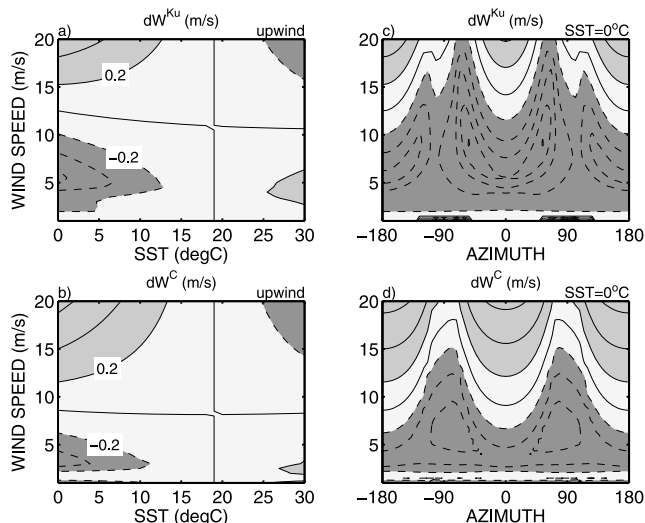 dW^Ku (m/s)
a) upwind
20
15
10
5
0.2
-0.2
WIND SPEED (m/s)
0 5 10 15 20 25 30
SST (degC)
dW^Ku (m/s)
c) SST=0°C
20
15
10
5
-180 -90 0 90 180
AZIMUTH
dW^C (m/s)
b) upwind
20
15
10
5
0.2
-0.2
WIND SPEED (m/s)
0 5 10 15 20 25 30
SST (degC)
dW^C (m/s)
d) SST=0°C
20
15
10
5
-180 -90 0 90 180
AZIMUTH